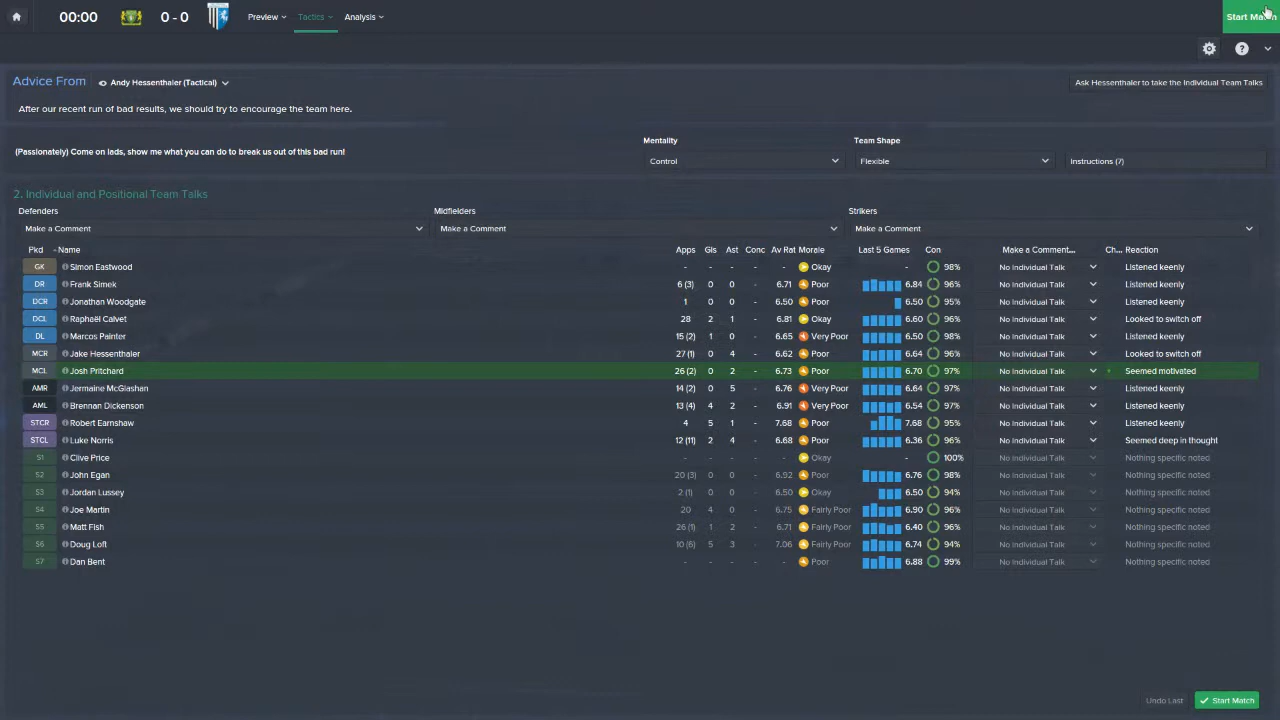 00:00 0 - 0 Preview Tactics Analysis Start Match
Advice From Andy Hessenthaler (Tactical) Ask Hessenthaler to take the Individual Team Talks
After our recent run of bad results, we should try to encourage the team here.
Mentality Team Shape
(Passionately) Come on lads, show me what you can do to break us out of this bad run!
Control Flexible Instructions (7)
2. Individual and Positional Team Talks
Defenders Midfielders Strikers
Make a Comment Make a Comment Make a Comment
Pkd Name Apps Gls Ast Conc Av Rat Morale Last 5 Games Con Make a Comment... Ch... Reaction
GK Simon Eastwood - - - - - Okay - 98% No Individual Talk Listened keenly
DR Frank Simek 6 (3) 0 0 - 6.71 Poor 6.84 96% No Individual Talk Listened keenly
DCR Jonathan Woodgate 1 0 0 - 6.50 Poor 6.50 95% No Individual Talk Listened keenly
DCL Raphaël Calvet 28 2 1 - 6.81 Okay 6.60 96% No Individual Talk Looked to switch off
DL Marcos Painter 15 (2) 1 0 - 6.65 Very Poor 6.50 98% No Individual Talk Listened keenly
MCR Jake Hessenthaler 27 (1) 0 4 - 6.62 Poor 6.64 96% No Individual Talk Looked to switch off
MCL Josh Pritchard 26 (2) 0 2 - 6.73 Poor 6.70 97% No Individual Talk Seemed motivated
AMR Jermaine McGlashan 14 (2) 0 5 - 6.76 Very Poor 6.64 97% No Individual Talk Listened keenly
AML Brennan Dickenson 13 (4) 4 2 - 6.91 Very Poor 6.54 97% No Individual Talk Listened keenly
STCR Robert Earnshaw 4 5 1 - 7.68 Poor 7.68 95% No Individual Talk Listened keenly
STCL Luke Norris 12 (11) 2 4 - 6.68 Poor 6.36 96% No Individual Talk Seemed deep in thought
S1 Clive Price - - - - - Okay - 100% No Individual Talk Nothing specific noted
S2 John Egan 20 (3) 0 0 - 6.92 Poor 6.76 98% No Individual Talk Nothing specific noted
S3 Jordan Lussey 2 (1) 0 0 - 6.50 Okay 6.50 94% No Individual Talk Nothing specific noted
S4 Joe Martin 20 4 0 - 6.75 Fairly Poor 6.90 96% No Individual Talk Nothing specific noted
S5 Matt Fish 26 (1) 1 2 - 6.71 Fairly Poor 6.40 96% No Individual Talk Nothing specific noted
S6 Doug Loft 10 (6) 5 3 - 7.06 Fairly Poor 6.74 94% No Individual Talk Nothing specific noted
S7 Dan Bent - - - - - Poor 6.88 99% No Individual Talk Nothing specific noted
Undo Last Start Match